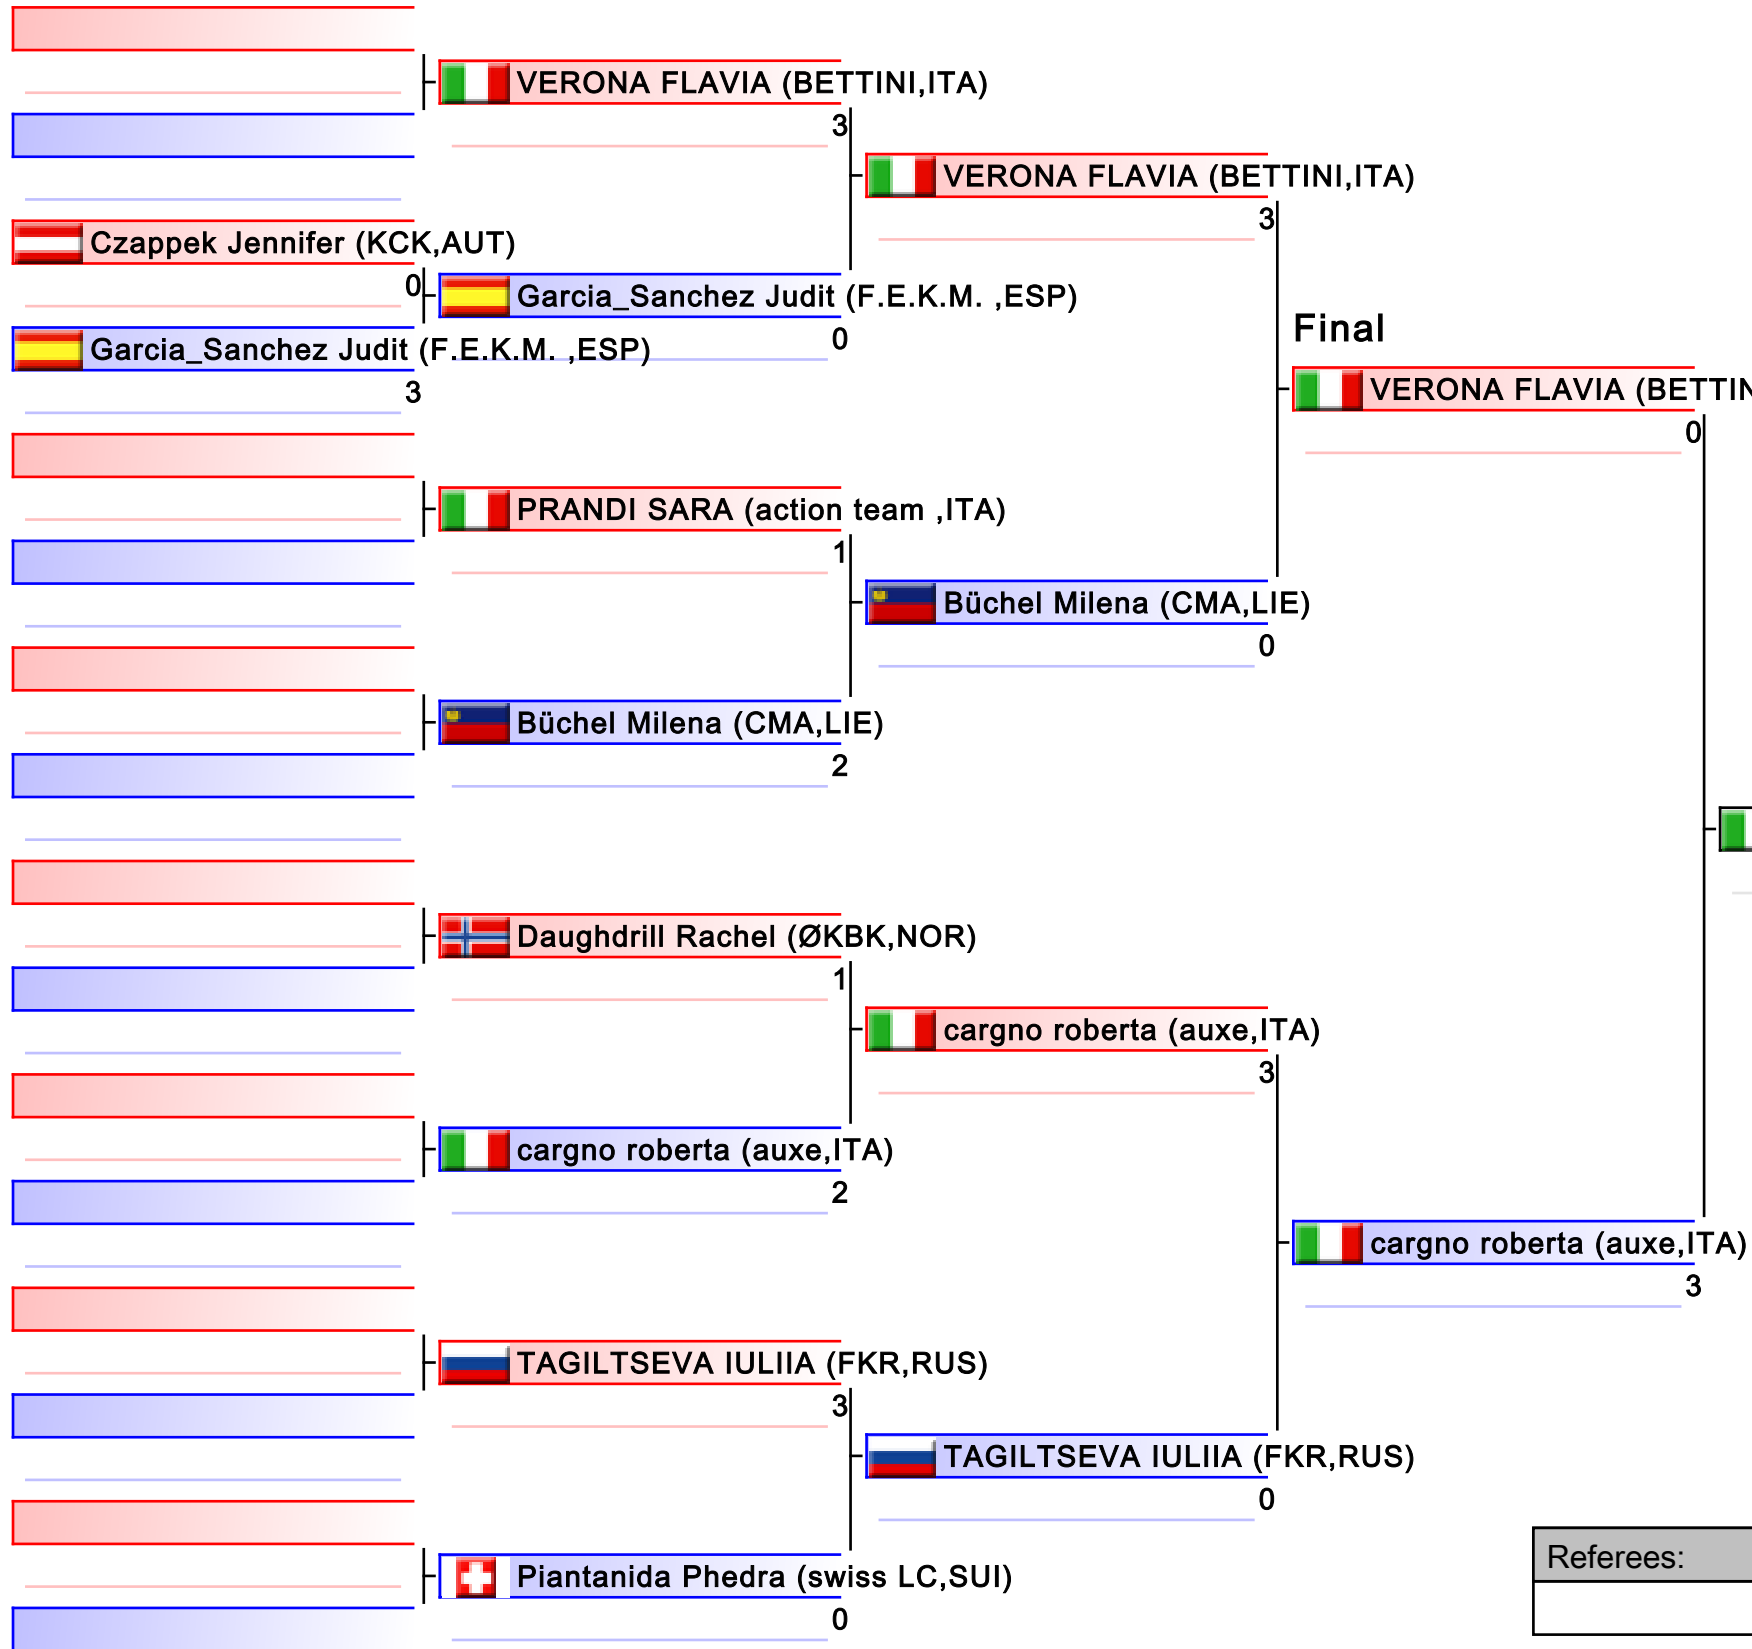 VERONA FLAVIA (BETTINI,ITA)
3
VERONA FLAVIA (BETTINI,ITA)
3
Czappek Jennifer (KCK,AUT)
0
Garcia_Sanchez Judit (F.E.K.M. ,ESP)
0
Garcia_Sanchez Judit (F.E.K.M. ,ESP)
3
Final
VERONA FLAVIA (BETTIN
0
PRANDI SARA (action team ,ITA)
1
Büchel Milena (CMA,LIE)
0
Büchel Milena (CMA,LIE)
2
Daughdrill Rachel (ØKBK,NOR)
1
cargno roberta (auxe,ITA)
3
cargno roberta (auxe,ITA)
2
cargno roberta (auxe,ITA)
3
TAGILTSEVA IULIIA (FKR,RUS)
3
TAGILTSEVA IULIIA (FKR,RUS)
0
Piantanida Phedra (swiss LC,SUI)
0
Referees: